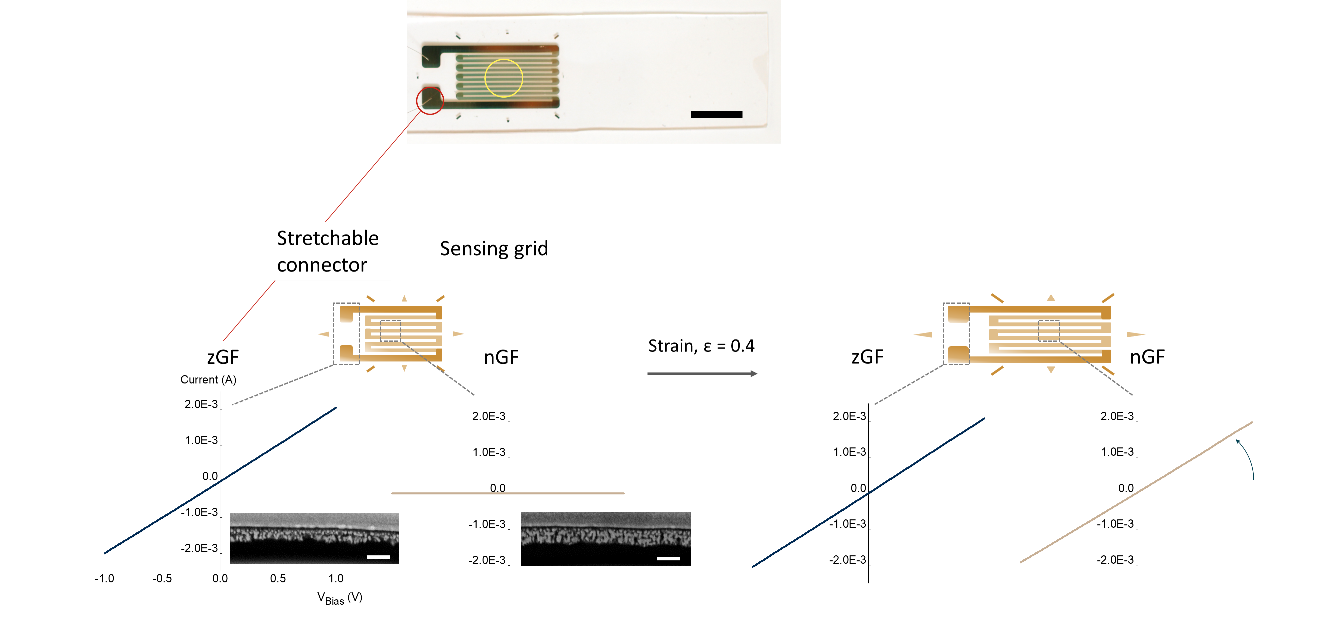 Stretchable
connector
Sensing grid
zGF
nGF
Strain, ε = 0.4
zGF
nGF
Current (A)
2.0E-3
1.0E-3
0.0
-1.0E-3
-2.0E-3
-1.0
-0.5
0.0
0.5
1.0
VBias (V)
2.0E-3
1.0E-3
0.0
-1.0E-3
-2.0E-3
2.0E-3
1.0E-3
0.0
-1.0E-3
-2.0E-3
2.0E-3
1.0E-3
0.0
-1.0E-3
-2.0E-3